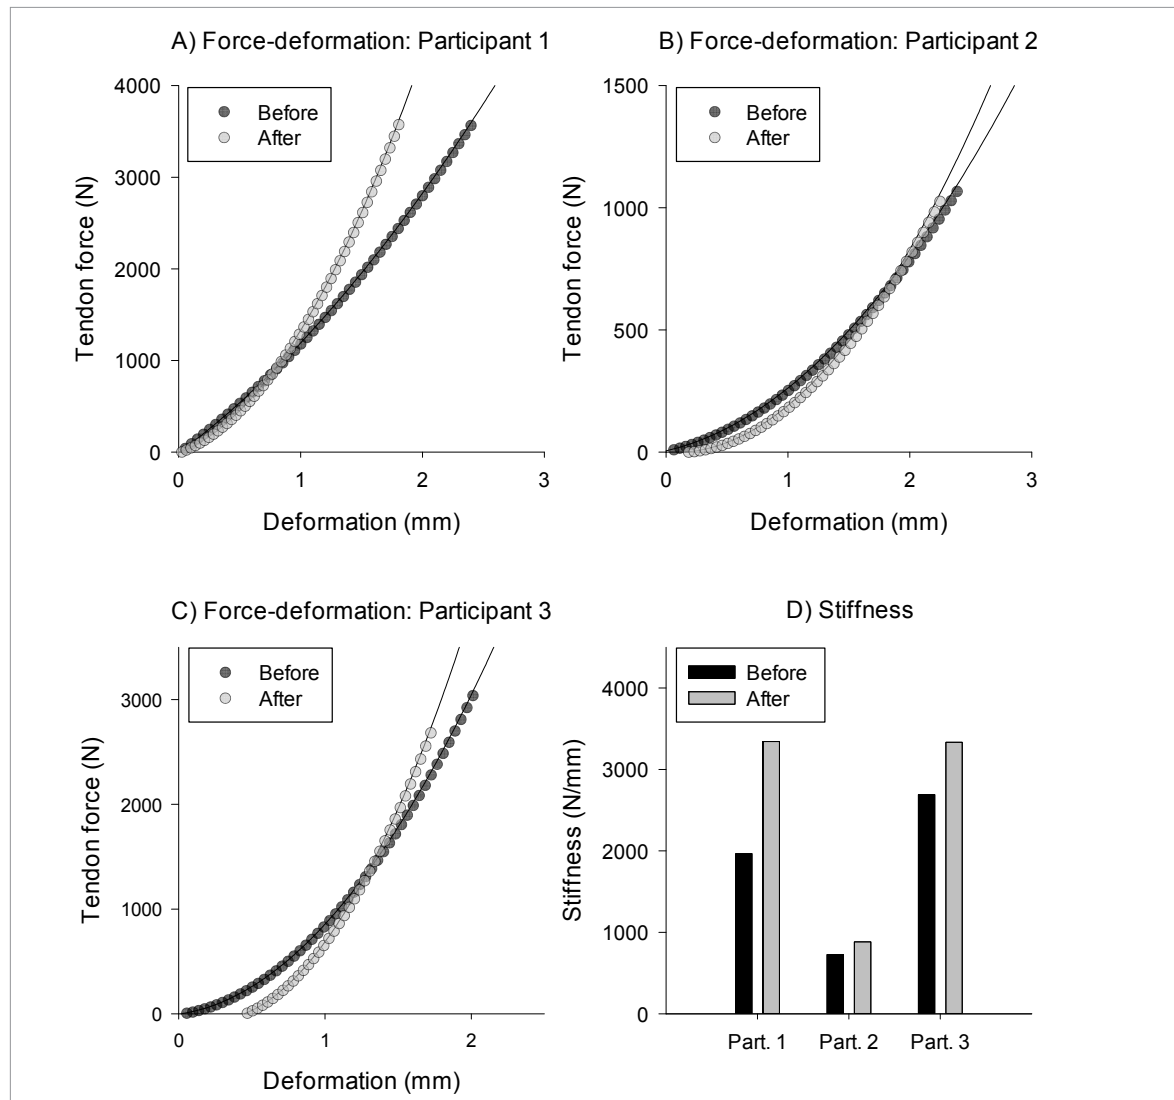 A) Force-deformation: Participant 1
4000
3000
2000
1000
0
Tendon force (N)
Before
After
0 1 2 3
Deformation (mm)
B) Force-deformation: Participant 2
1500
1000
500
0
Tendon force (N)
Before
After
0 1 2 3
Deformation (mm)
C) Force-deformation: Participant 3
3000
2000
1000
0
Tendon force (N)
Before
After
0 1 2
Deformation (mm)
D) Stiffness
4000
3000
2000
1000
0
Stiffness (N/mm)
Before
After
Part. 1 Part. 2 Part. 3